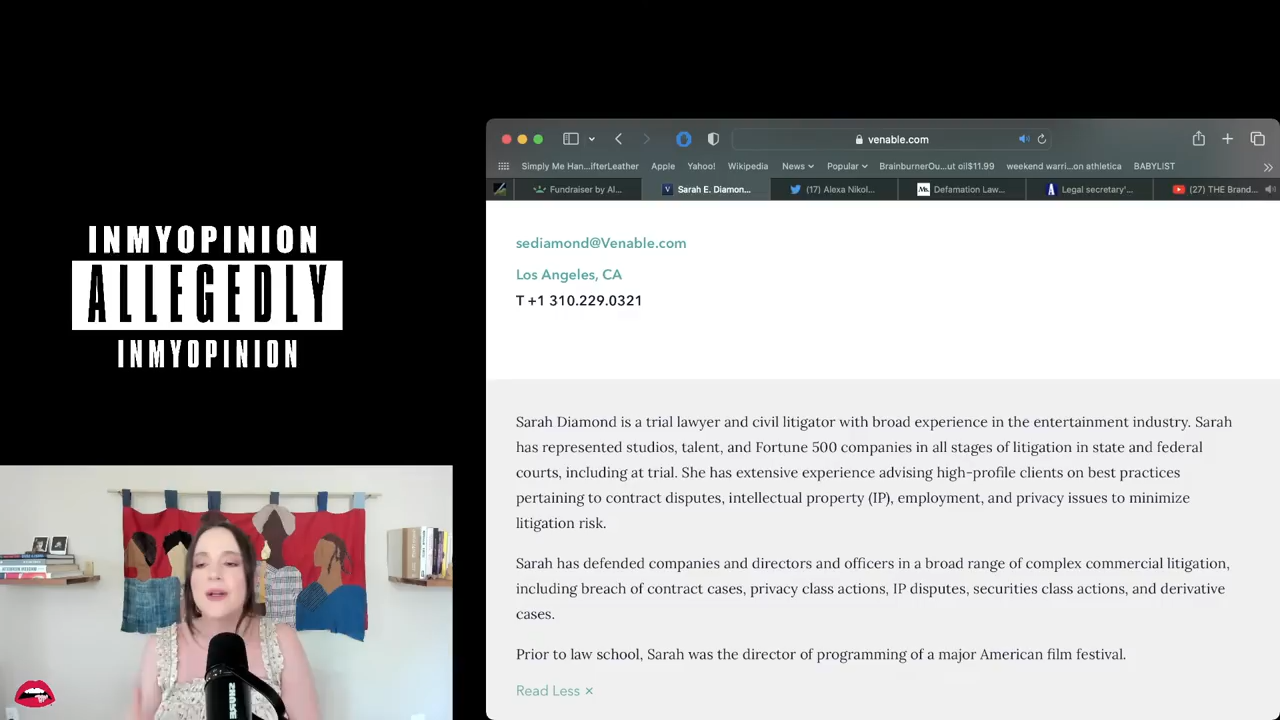 INMYOPINION
ALLEGEDLY
INMYOPINION
venable.com
Simply Me Han...ifterLeather Apple Yahoo! Wikipedia News Popular BrainburnerOu...ut oil$11.99 weekend warri...on athletica BABYLIST
Fundraiser by Al... Sarah E. Diamon... (17) Alexa Nikol... Ms. Defamation Law... Legal secretary'... (27) THE Brand...
sediamond@Venable.com
Los Angeles, CA
T +1 310.229.0321
Sarah Diamond is a trial lawyer and civil litigator with broad experience in the entertainment industry. Sarah
has represented studios, talent, and Fortune 500 companies in all stages of litigation in state and federal
courts, including at trial. She has extensive experience advising high-profile clients on best practices
pertaining to contract disputes, intellectual property (IP), employment, and privacy issues to minimize
litigation risk.
Sarah has defended companies and directors and officers in a broad range of complex commercial litigation,
including breach of contract cases, privacy class actions, IP disputes, securities class actions, and derivative
cases.
Prior to law school, Sarah was the director of programming of a major American film festival.
Read Less ×
SHURE